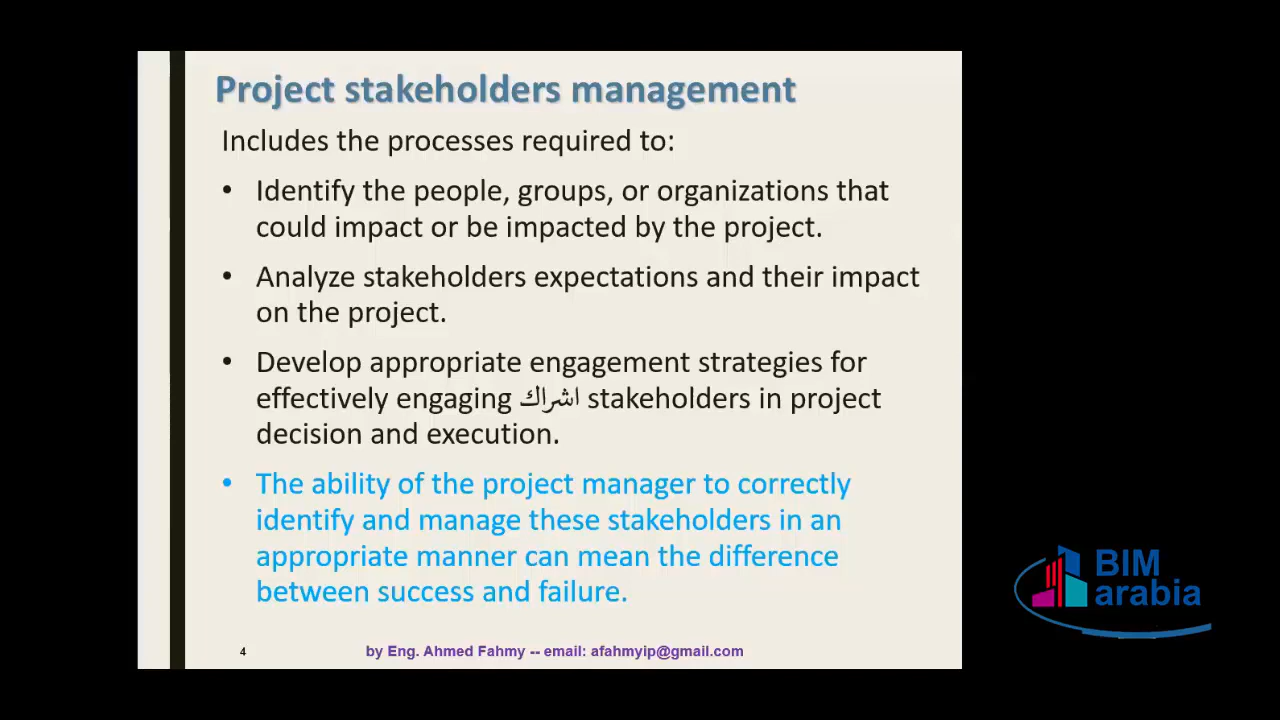 Project stakeholders management
Includes the processes required to:
• Identify the people, groups, or organizations that
could impact or be impacted by the project.
• Analyze stakeholders expectations and their impact
on the project.
• Develop appropriate engagement strategies for
effectively engaging اشراك stakeholders in project
decision and execution.
• The ability of the project manager to correctly
identify and manage these stakeholders in an
appropriate manner can mean the difference
between success and failure.
4 by Eng. Ahmed Fahmy -- email: afahmyip@gmail.com
BIM
arabia